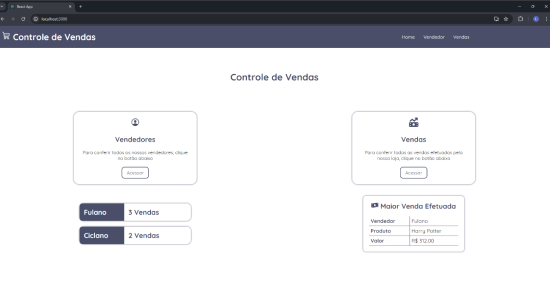 React App
localhost:3000
Controle de Vendas
Home Vendedor Vendas
Controle de Vendas
Vendedores
Para conferir todos os nossos vendedores, clique
no botão abaixo
Acessar
Vendas
Para conferir todas as vendas efetuadas pela
nossa loja, clique no botão abaixo
Acessar
Fulano 3 Vendas
Ciclano 2 Vendas
Maior Venda Efetuada
Vendedor Fulano
Produto Harry Potter
Valor R$ 312.00